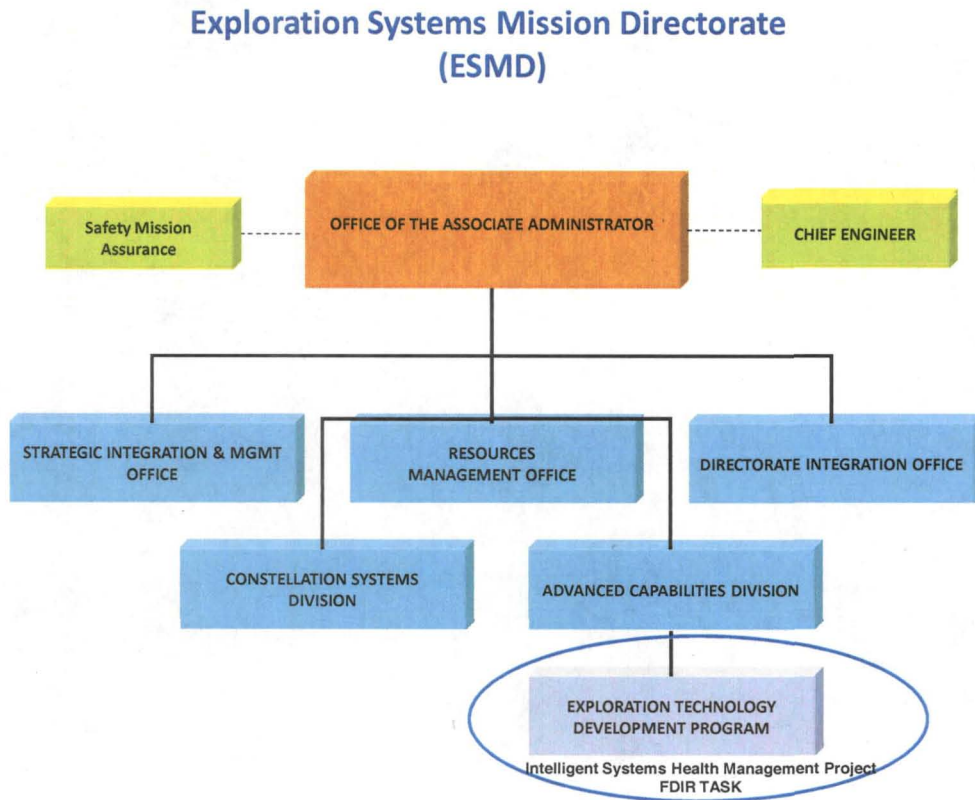 Exploration Systems Mission Directorate
(ESMD)
Safety Mission
Assurance
OFFICE OF THE ASSOCIATE ADMINISTRATOR
CHIEF ENGINEER
STRATEGIC INTEGRATION & MGMT
OFFICE
RESOURCES
MANAGEMENT OFFICE
DIRECTORATE INTEGRATION OFFICE
CONSTELLATION SYSTEMS
DIVISION
ADVANCED CAPABILITIES DIVISION
EXPLORATION TECHNOLOGY
DEVELOPMENT PROGRAM
Intelligent Systems Health Management Project
FDIR TASK